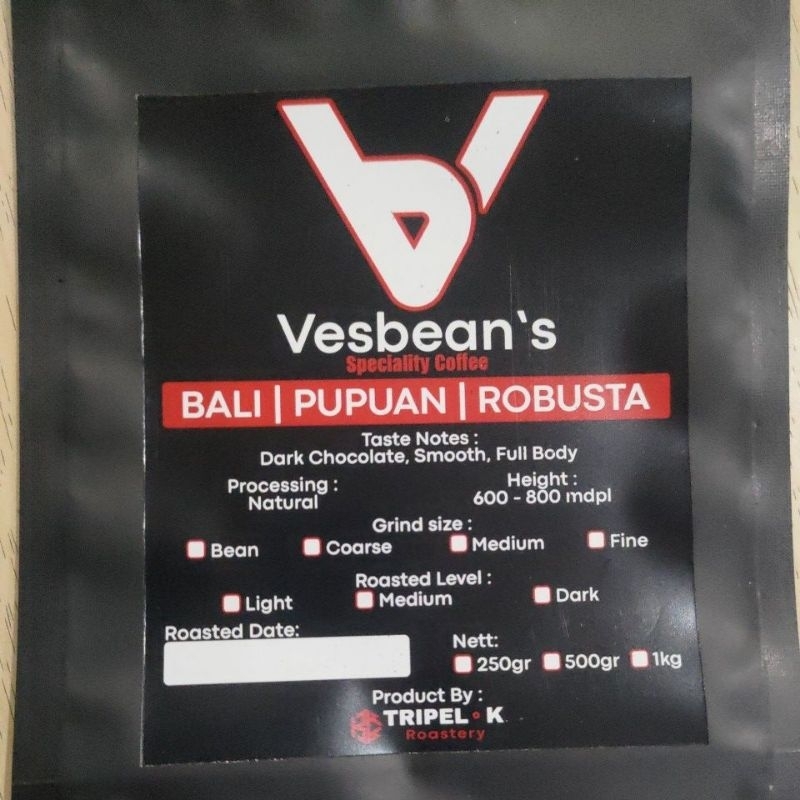 Vesbean`s
Speciality Coffee
BALI | PUPUAN | ROBUSTA
Taste Notes :
Dark Chocolate, Smooth, Full Body
Processing : Height :
Natural 600 - 800 mdpl
Grind size :
Bean Coarse Medium Fine
Roasted Level :
Light Medium Dark
Roasted Date: Nett:
250gr 500gr 1kg
Product By :
TRIPEL K
Roastery